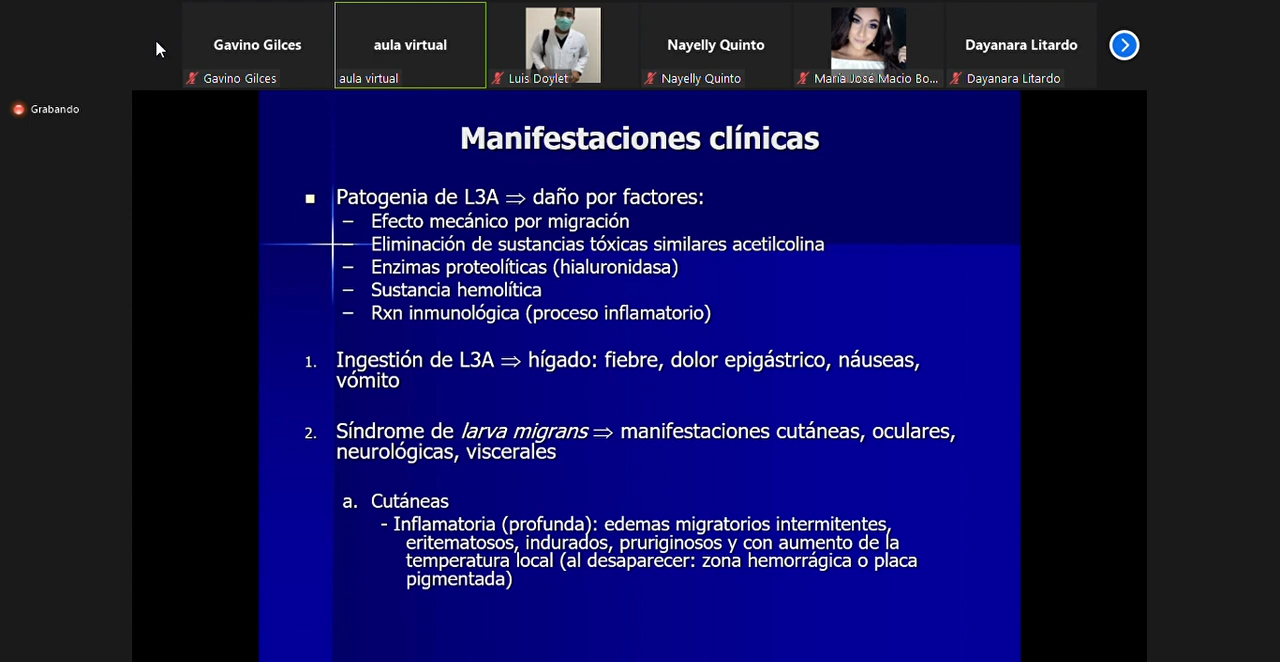 Gavino Gilces
aula virtual
Nayelly Quinto
Dayanara Litardo
Gavino Gilces
aula virtual
Luis Doylet
Nayelly Quinto
María José Macio Bo...
Dayanara Litardo
Grabando
Manifestaciones clínicas
■ Patogenia de L3A ⇒ daño por factores:
– Efecto mecánico por migración
– Eliminación de sustancias tóxicas similares acetilcolina
– Enzimas proteolíticas (hialuronidasa)
– Sustancia hemolítica
– Rxn inmunológica (proceso inflamatorio)
1. Ingestión de L3A ⇒ hígado: fiebre, dolor epigástrico, náuseas,
vómito
2. Síndrome de larva migrans ⇒ manifestaciones cutáneas, oculares,
neurológicas, viscerales
a. Cutáneas
- Inflamatoria (profunda): edemas migratorios intermitentes,
eritematosos, indurados, pruriginosos y con aumento de la
temperatura local (al desaparecer: zona hemorrágica o placa
pigmentada)